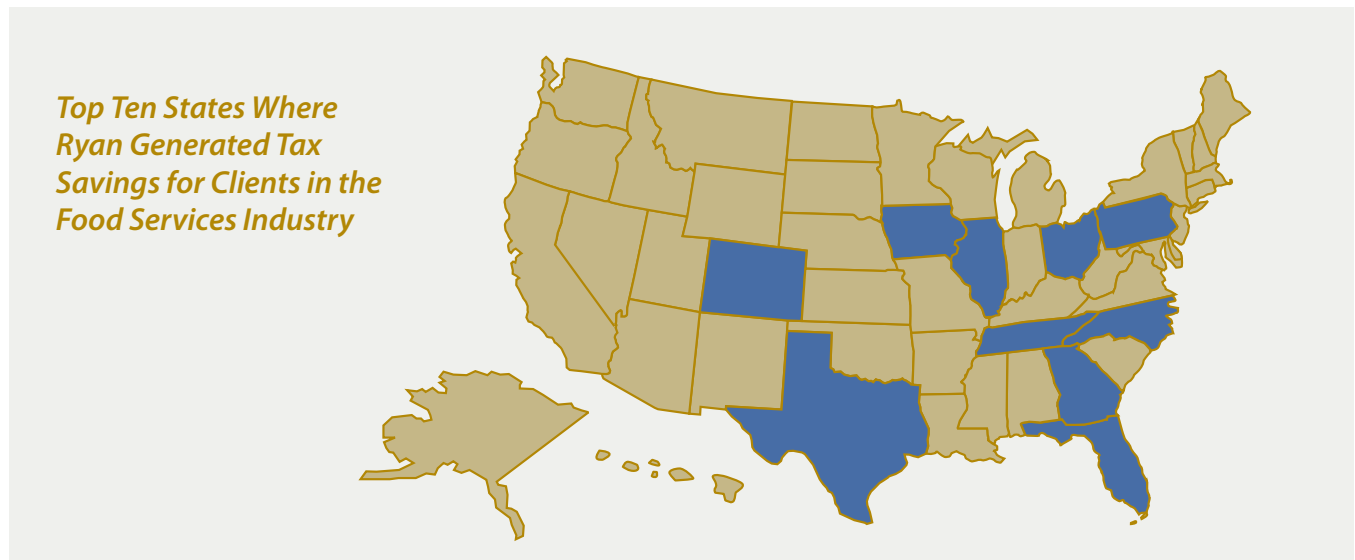 Top Ten States Where
Ryan Generated Tax
Savings for Clients in the
Food Services Industry